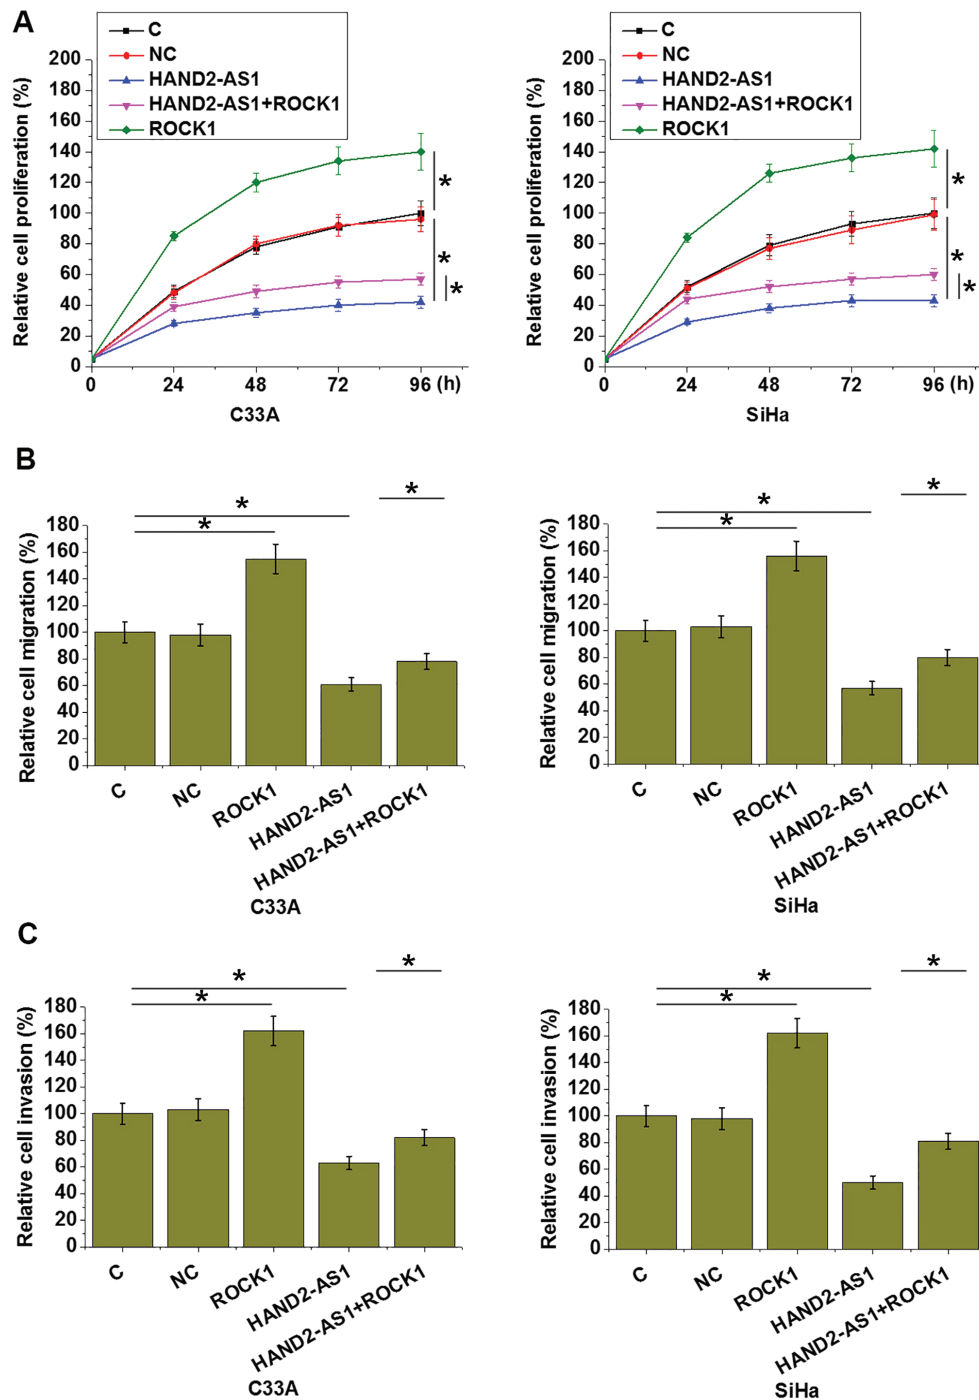 A
C
NC
HAND2-AS1
HAND2-AS1+ROCK1
ROCK1
Relative cell proliferation (%)
200
180
160
140
120
100
80
60
40
20
0
*
*
*
0 24 48 72 96 (h)
C33A
C
NC
HAND2-AS1
HAND2-AS1+ROCK1
ROCK1
Relative cell proliferation (%)
200
180
160
140
120
100
80
60
40
20
0
*
*
*
0 24 48 72 96 (h)
SiHa
B
*
*
*
Relative cell migration (%)
180
160
140
120
100
80
60
40
20
0
C
NC
ROCK1
HAND2-AS1
HAND2-AS1+ROCK1
C33A
*
*
*
Relative cell migration (%)
180
160
140
120
100
80
60
40
20
0
C
NC
ROCK1
HAND2-AS1
HAND2-AS1+ROCK1
SiHa
C
*
*
*
Relative cell invasion (%)
180
160
140
120
100
80
60
40
20
0
C
NC
ROCK1
HAND2-AS1
HAND2-AS1+ROCK1
C33A
*
*
*
Relative cell invasion (%)
180
160
140
120
100
80
60
40
20
0
C
NC
ROCK1
HAND2-AS1
HAND2-AS1+ROCK1
SiHa